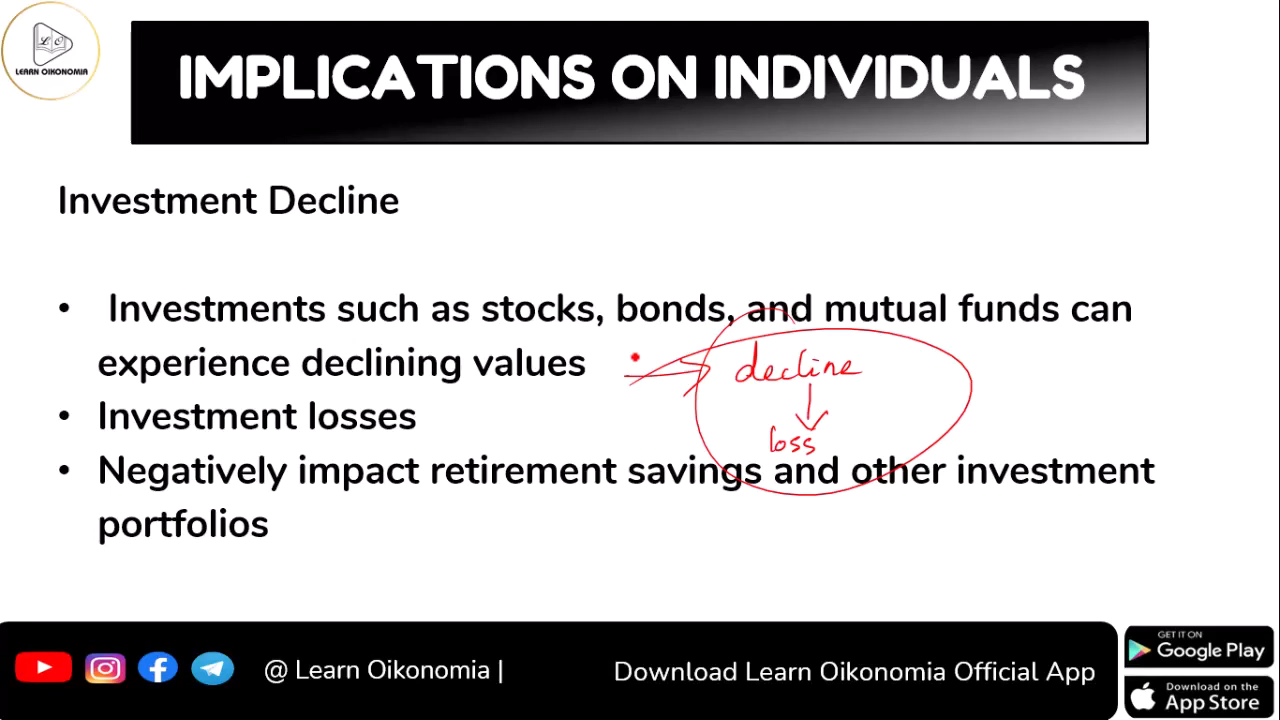 LO
LEARN OIKONOMIA
IMPLICATIONS ON INDIVIDUALS
Investment Decline
• Investments such as stocks, bonds, and mutual funds can
experience declining values
decline
• Investment losses
loss
• Negatively impact retirement savings and other investment
portfolios
@ Learn Oikonomia |
Download Learn Oikonomia Official App
GET IT ON
Google Play
Download on the
App Store